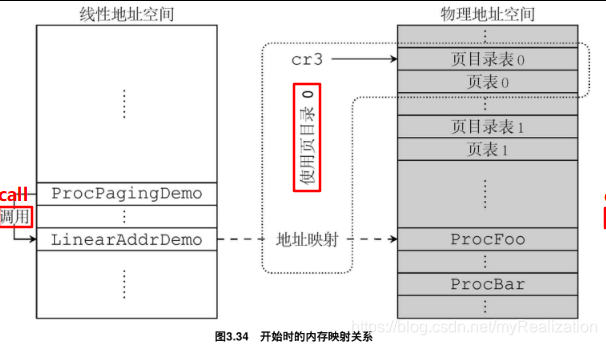 线性地址空间
物理地址空间
cr3
页目录表0
页表0
使用页目录 0
页目录表1
页表1
call
ProcPagingDemo
调用
LinearAddrDemo
地址映射
ProcFoo
ProcBar
图3.34 开始时的内存映射关系
https://blog.csdn.net/myRealization